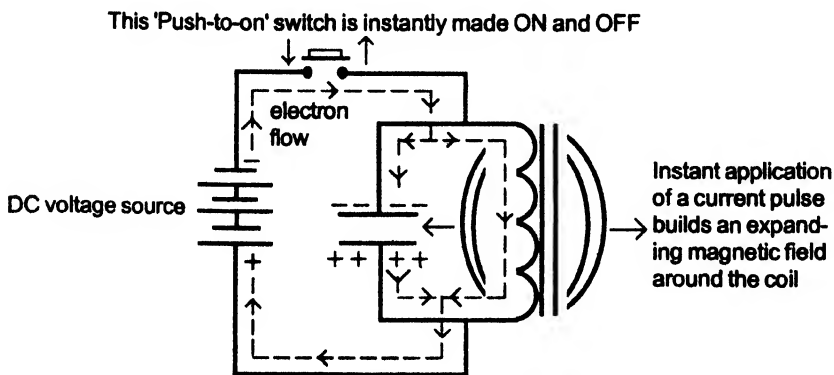 This 'Push-to-on' switch is instantly made ON and OFF
electron
flow
DC voltage source
Instant application
of a current pulse
builds an expand-
ing magnetic field
around the coil